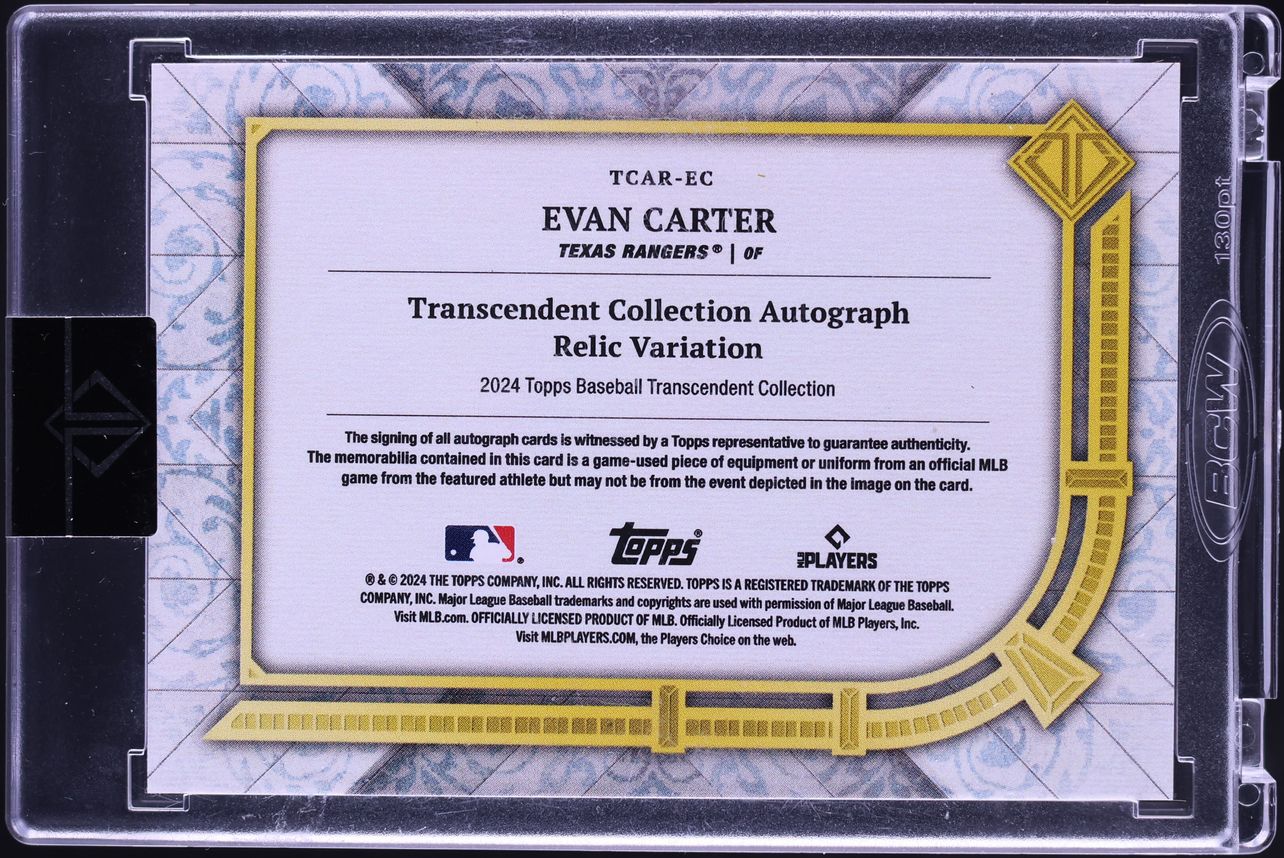 TCAR-EC
EVAN CARTER
TEXAS RANGERS® | OF
Transcendent Collection Autograph
Relic Variation
2024 Topps Baseball Transcendent Collection
The signing of all autograph cards is witnessed by a Topps representative to guarantee authenticity.
The memorabilia contained in this card is a game-used piece of equipment or uniform from an official MLB
game from the featured athlete but may not be from the event depicted in the image on the card.
Topps®
MLB PLAYERS
® & © 2024 THE TOPPS COMPANY, INC. ALL RIGHTS RESERVED. TOPPS IS A REGISTERED TRADEMARK OF THE TOPPS
COMPANY, INC. Major League Baseball trademarks and copyrights are used with permission of Major League Baseball.
Visit MLB.com. OFFICIALLY LICENSED PRODUCT OF MLB. Officially Licensed Product of MLB Players, Inc.
Visit MLBPLAYERS.COM, the Players Choice on the web.
130pt
BCW